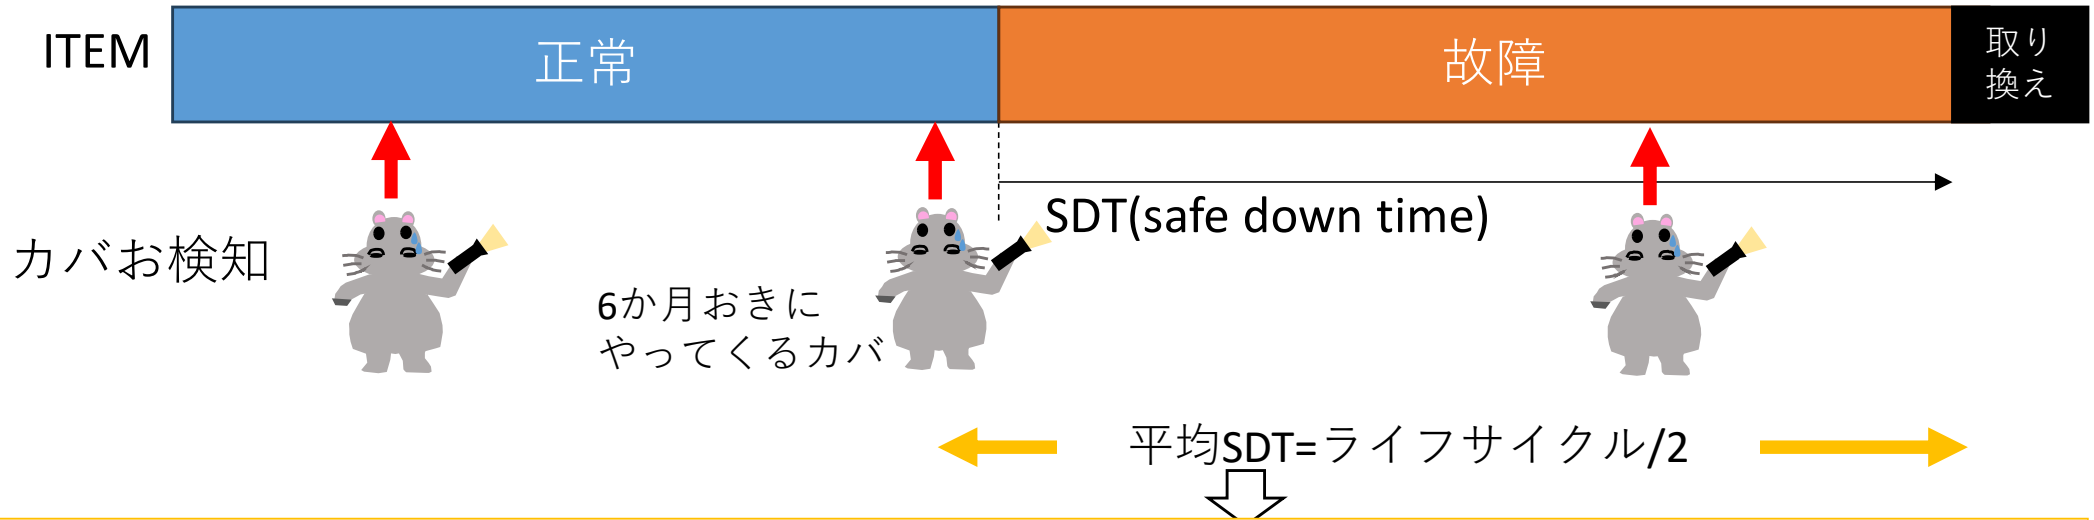 ITEM
正常
故障
取り
換え
SDT(safe down time)
カバお検知
6か月おきに
やってくるカバ
平均SDT=ライフサイクル/2